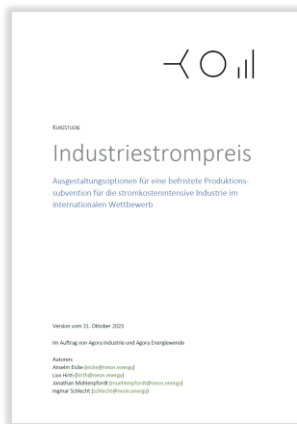 KURZSTUDIE
Industriestrompreis
Ausgestaltungsoptionen für eine befristete Produktions-
subvention für die stromkostenintensive Industrie im
internationalen Wettbewerb
Version vom 31. Oktober 2023
Im Auftrag von Agora Industrie und Agora Energiewende
Autoren:
Anselm Eicke (eicke@neon.energy)
Lion Hirth (hirth@neon.energy)
Jonathan Mühlenpfordt (muehlenpfordt@neon.energy)
Ingmar Schlecht (schlecht@neon.energy)